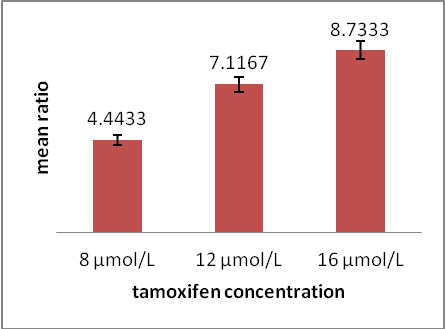 8.7333
7.1167
4.4433
mean ratio
8 µmol/L 12 µmol/L 16 µmol/L
tamoxifen concentration